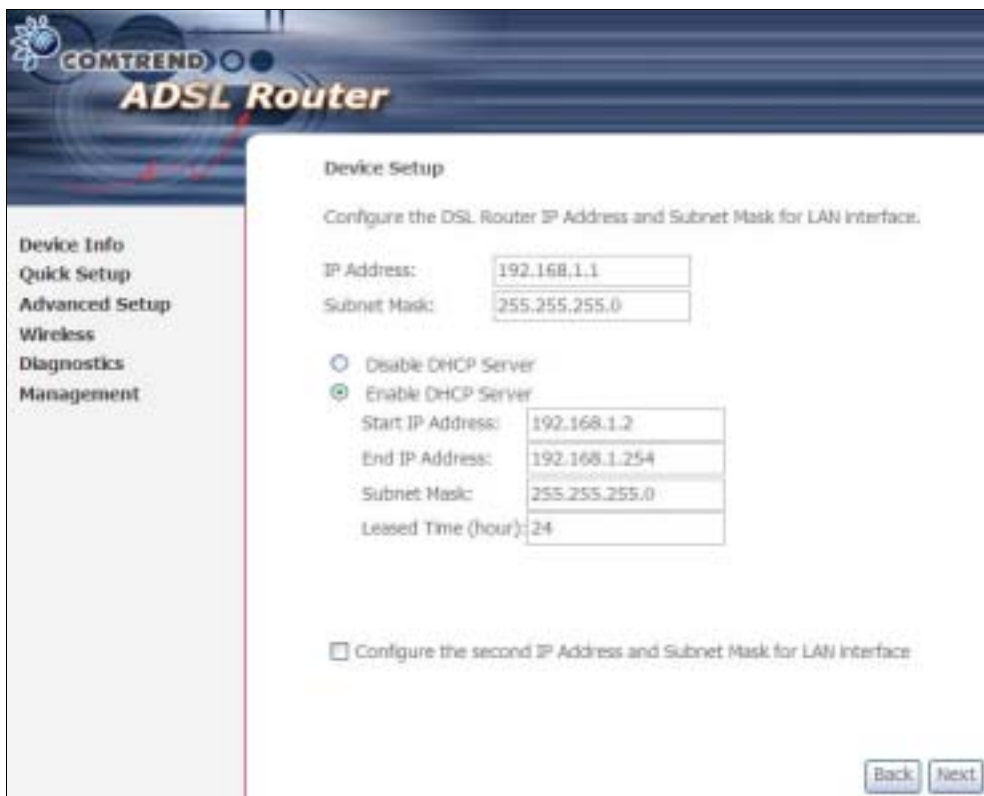 COMTREND
ADSL Router
Device Info
Quick Setup
Advanced Setup
Wireless
Diagnostics
Management
Device Setup
Configure the DSL Router IP Address and Subnet Mask for LAN interface.
IP Address: 192.168.1.1
Subnet Mask: 255.255.255.0
Disable DHCP Server
Enable DHCP Server
Start IP Address: 192.168.1.2
End IP Address: 192.168.1.254
Subnet Mask: 255.255.255.0
Leased Time (hour): 24
Configure the second IP Address and Subnet Mask for LAN interface
Back Next